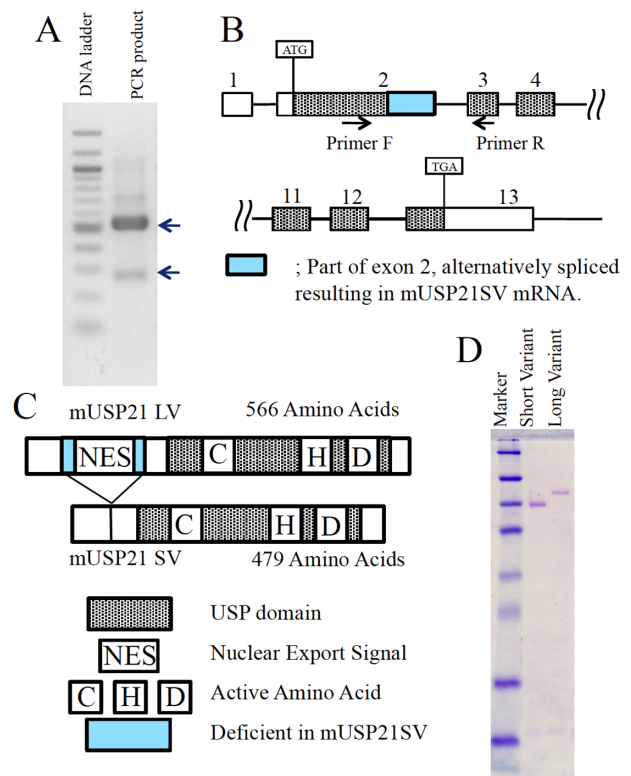 A
DNA ladder
PCR product
B
ATG
1
2
3
4
Primer F
Primer R
TGA
11
12
13
; Part of exon 2, alternatively spliced
resulting in mUSP21SV mRNA.
C
mUSP21 LV
566 Amino Acids
NES
C
H
D
C
H
D
mUSP21 SV
479 Amino Acids
USP domain
NES
Nuclear Export Signal
C
H
D
Active Amino Acid
Deficient in mUSP21SV
D
Marker
Short Variant
Long Variant